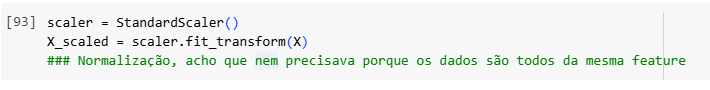 [93] scaler = StandardScaler()
X_scaled = scaler.fit_transform(X)
### Normalização, acho que nem precisava porque os dados são todos da mesma feature